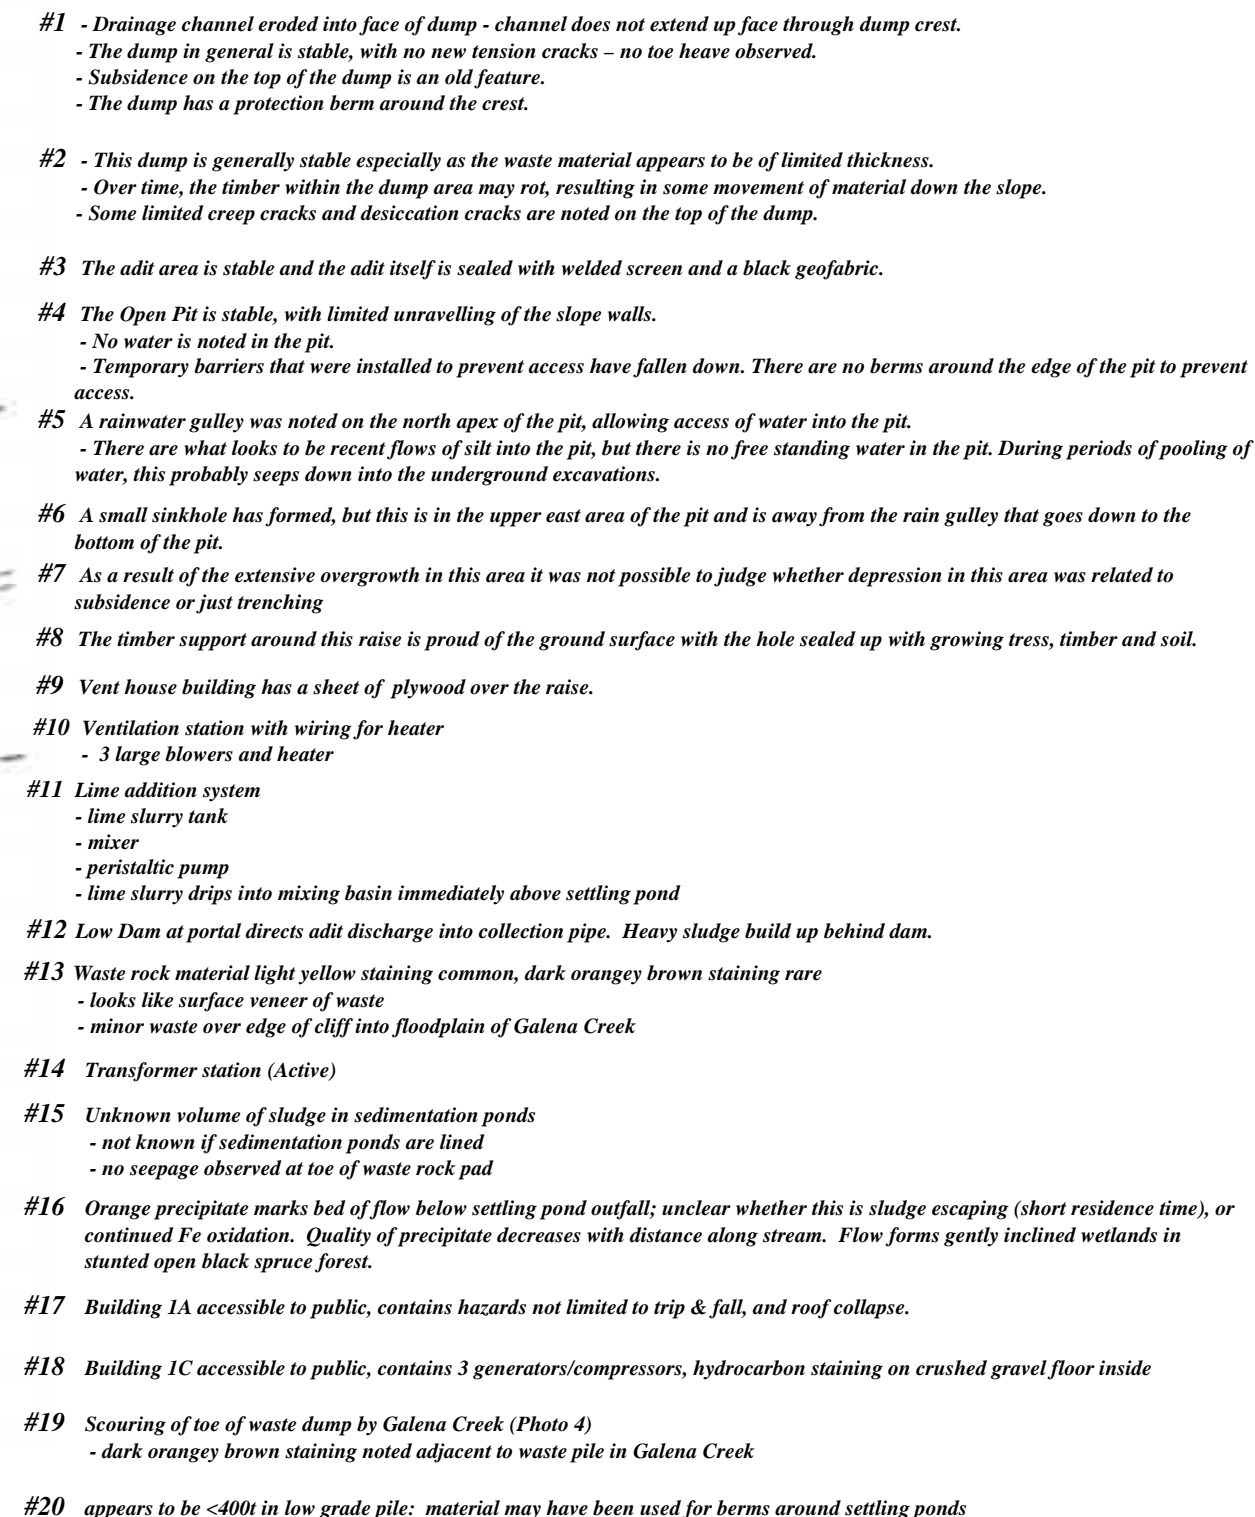 #1 - Drainage channel eroded into face of dump - channel does not extend up face through dump crest.
- The dump in general is stable, with no new tension cracks – no toe heave observed.
- Subsidence on the top of the dump is an old feature.
- The dump has a protection berm around the crest.
#2 - This dump is generally stable especially as the waste material appears to be of limited thickness.
- Over time, the timber within the dump area may rot, resulting in some movement of material down the slope.
- Some limited creep cracks and desiccation cracks are noted on the top of the dump.
#3 The adit area is stable and the adit itself is sealed with welded screen and a black geofabric.
#4 The Open Pit is stable, with limited unravelling of the slope walls.
- No water is noted in the pit.
- Temporary barriers that were installed to prevent access have fallen down. There are no berms around the edge of the pit to prevent
access.
#5 A rainwater gulley was noted on the north apex of the pit, allowing access of water into the pit.
- There are what looks to be recent flows of silt into the pit, but there is no free standing water in the pit. During periods of pooling of
water, this probably seeps down into the underground excavations.
#6 A small sinkhole has formed, but this is in the upper east area of the pit and is away from the rain gulley that goes down to the
bottom of the pit.
#7 As a result of the extensive overgrowth in this area it was not possible to judge whether depression in this area was related to
subsidence or just trenching
#8 The timber support around this raise is proud of the ground surface with the hole sealed up with growing tress, timber and soil.
#9 Vent house building has a sheet of plywood over the raise.
#10 Ventilation station with wiring for heater
- 3 large blowers and heater
#11 Lime addition system
- lime slurry tank
- mixer
- peristaltic pump
- lime slurry drips into mixing basin immediately above settling pond
#12 Low Dam at portal directs adit discharge into collection pipe. Heavy sludge build up behind dam.
#13 Waste rock material light yellow staining common, dark orangey brown staining rare
- looks like surface veneer of waste
- minor waste over edge of cliff into floodplain of Galena Creek
#14 Transformer station (Active)
#15 Unknown volume of sludge in sedimentation ponds
- not known if sedimentation ponds are lined
- no seepage observed at toe of waste rock pad
#16 Orange precipitate marks bed of flow below settling pond outfall; unclear whether this is sludge escaping (short residence time), or
continued Fe oxidation. Quality of precipitate decreases with distance along stream. Flow forms gently inclined wetlands in
stunted open black spruce forest.
#17 Building 1A accessible to public, contains hazards not limited to trip & fall, and roof collapse.
#18 Building 1C accessible to public, contains 3 generators/compressors, hydrocarbon staining on crushed gravel floor inside
#19 Scouring of toe of waste dump by Galena Creek (Photo 4)
- dark orangey brown staining noted adjacent to waste pile in Galena Creek
#20 appears to be <400t in low grade pile: material may have been used for berms around settling ponds